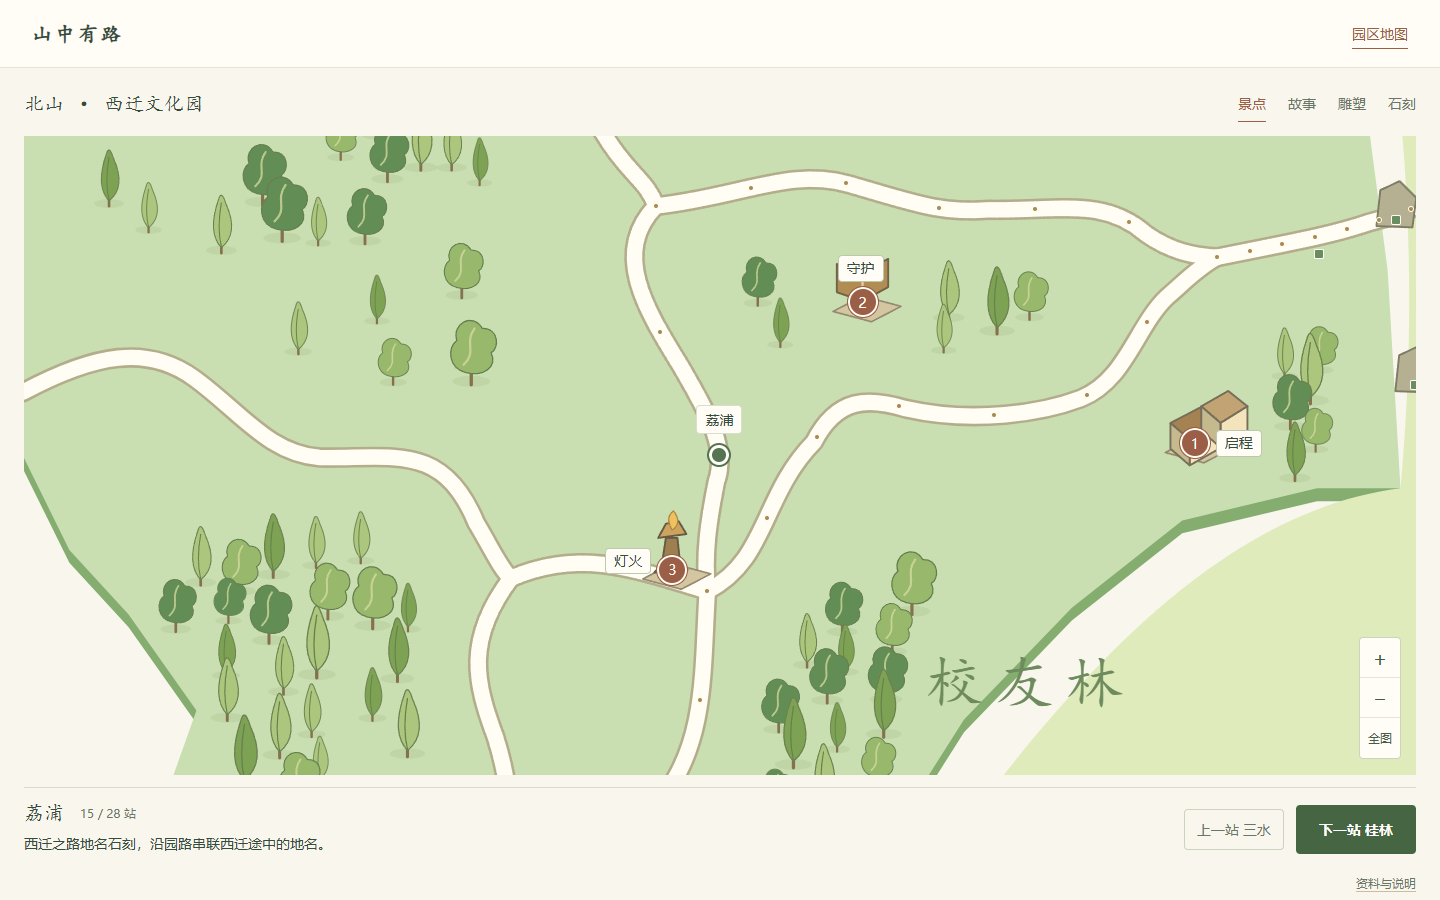 山中有路
园区地图
北山 • 西迁文化园
景点 故事 雕塑 石刻
守护
2
荔浦
1
启程
灯火
3
校友林
+
−
全图
荔浦 15 / 28 站
西迁之路地名石刻，沿园路串联西迁途中的地名。
上一站 三水
下一站 桂林
资料与说明